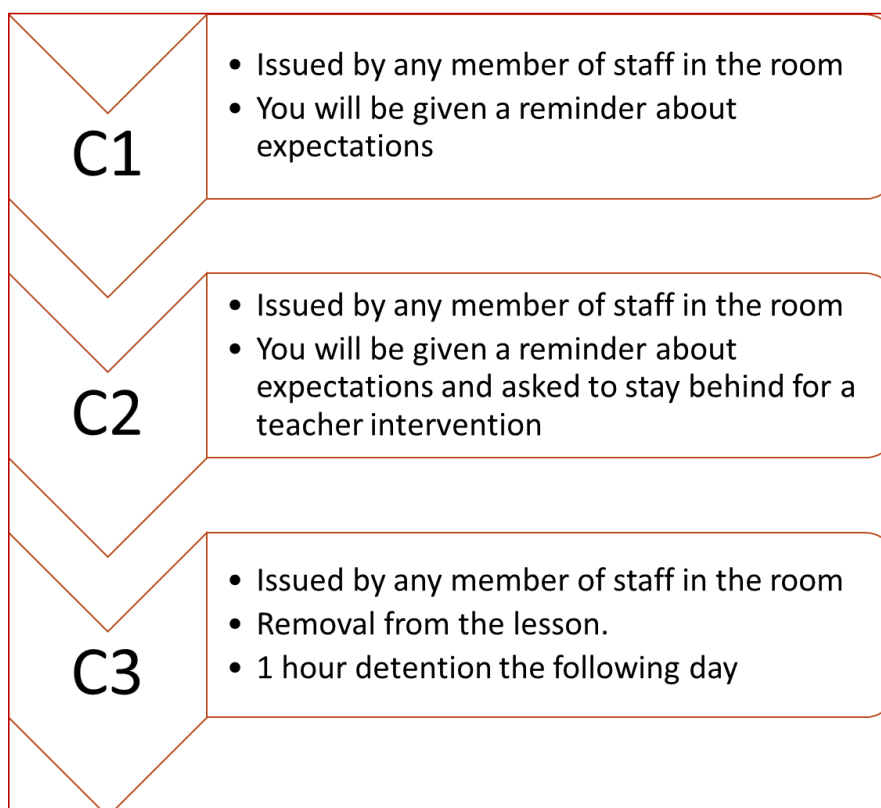 C1
• Issued by any member of staff in the room
• You will be given a reminder about
expectations
C2
• Issued by any member of staff in the room
• You will be given a reminder about
expectations and asked to stay behind for a
teacher intervention
C3
• Issued by any member of staff in the room
• Removal from the lesson.
• 1 hour detention the following day